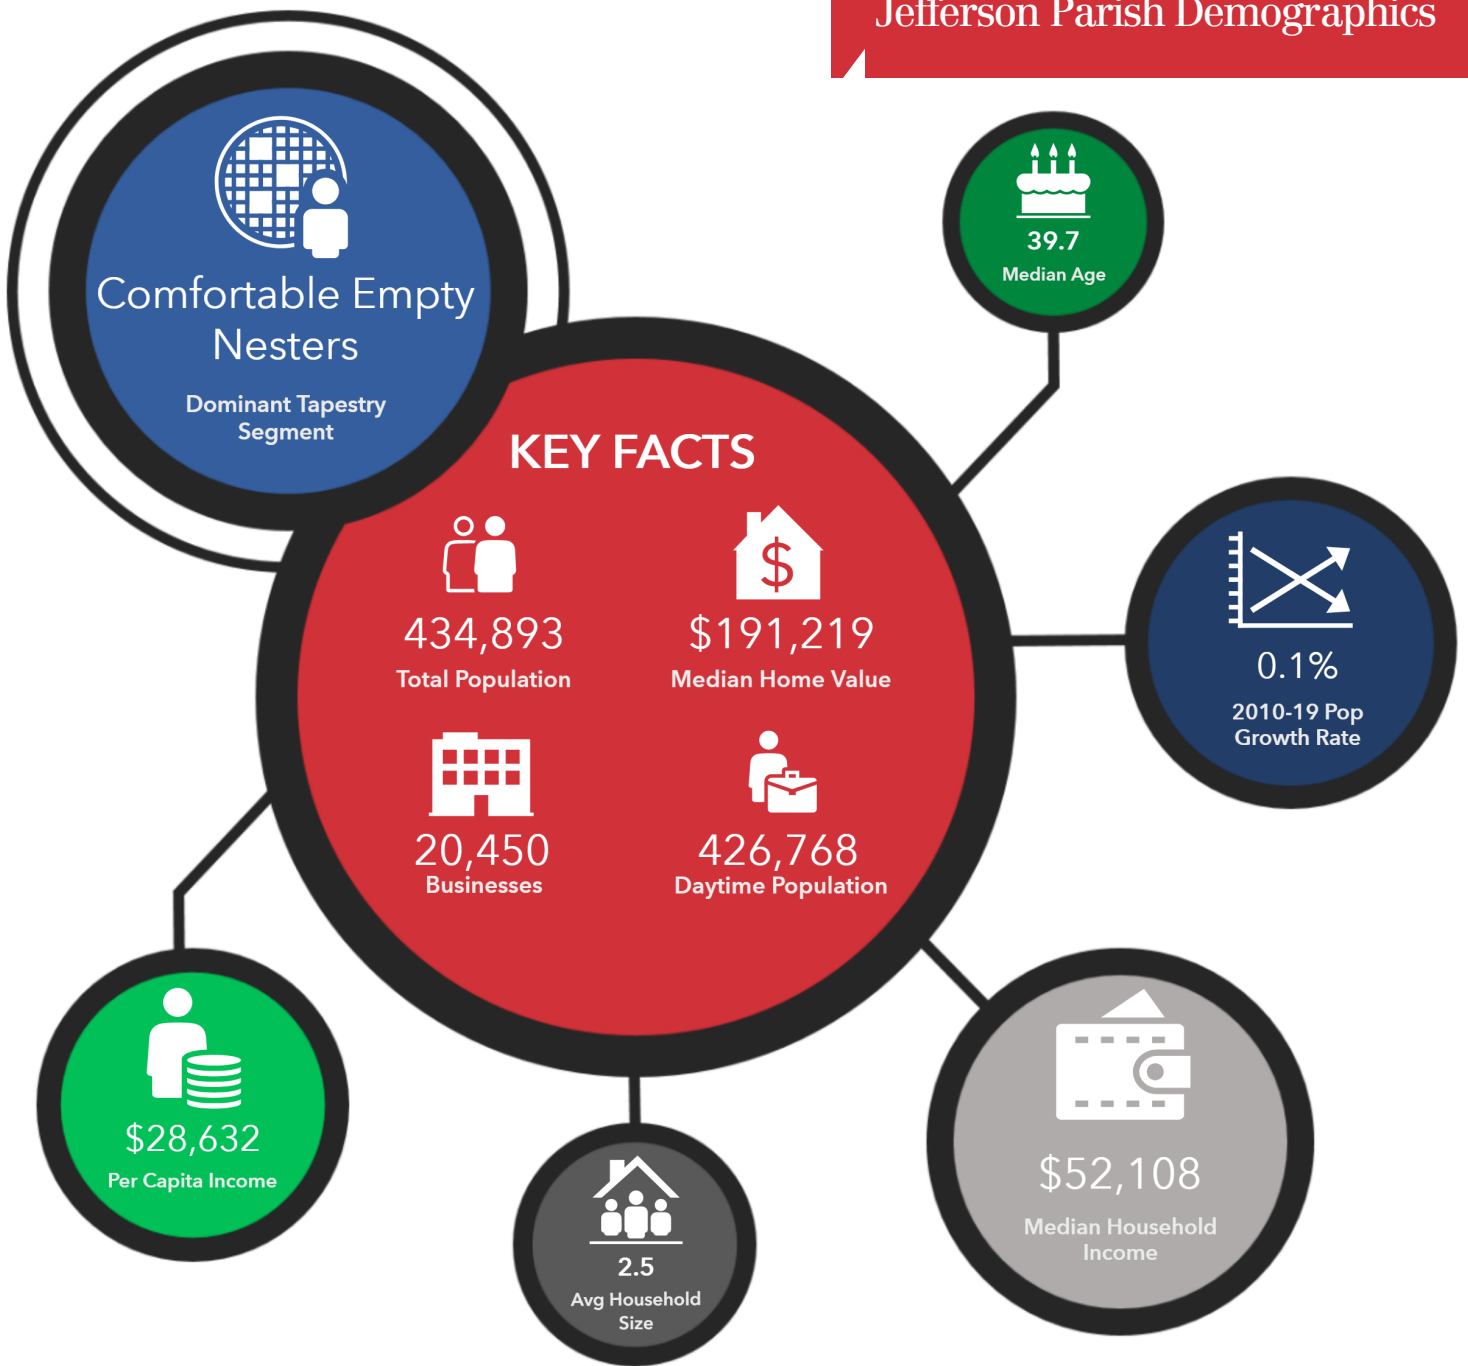 Jefferson Parish Demographics
Comfortable Empty
Nesters
Dominant Tapestry
Segment
39.7
Median Age
KEY FACTS
434,893
Total Population
$191,219
Median Home Value
20,450
Businesses
426,768
Daytime Population
0.1%
2010-19 Pop
Growth Rate
$28,632
Per Capita Income
2.5
Avg Household
Size
$52,108
Median Household
Income